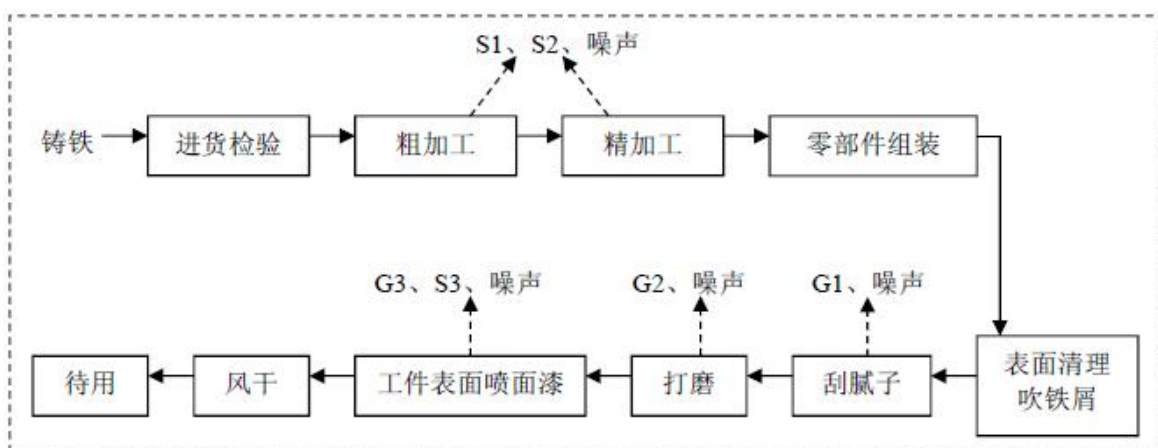 S1、S2、噪声
铸铁
进货检验
粗加工
精加工
零部件组装
G3、S3、噪声
G2、噪声
G1、噪声
待用
风干
工件表面喷面漆
打磨
刮腻子
表面清理
吹铁屑